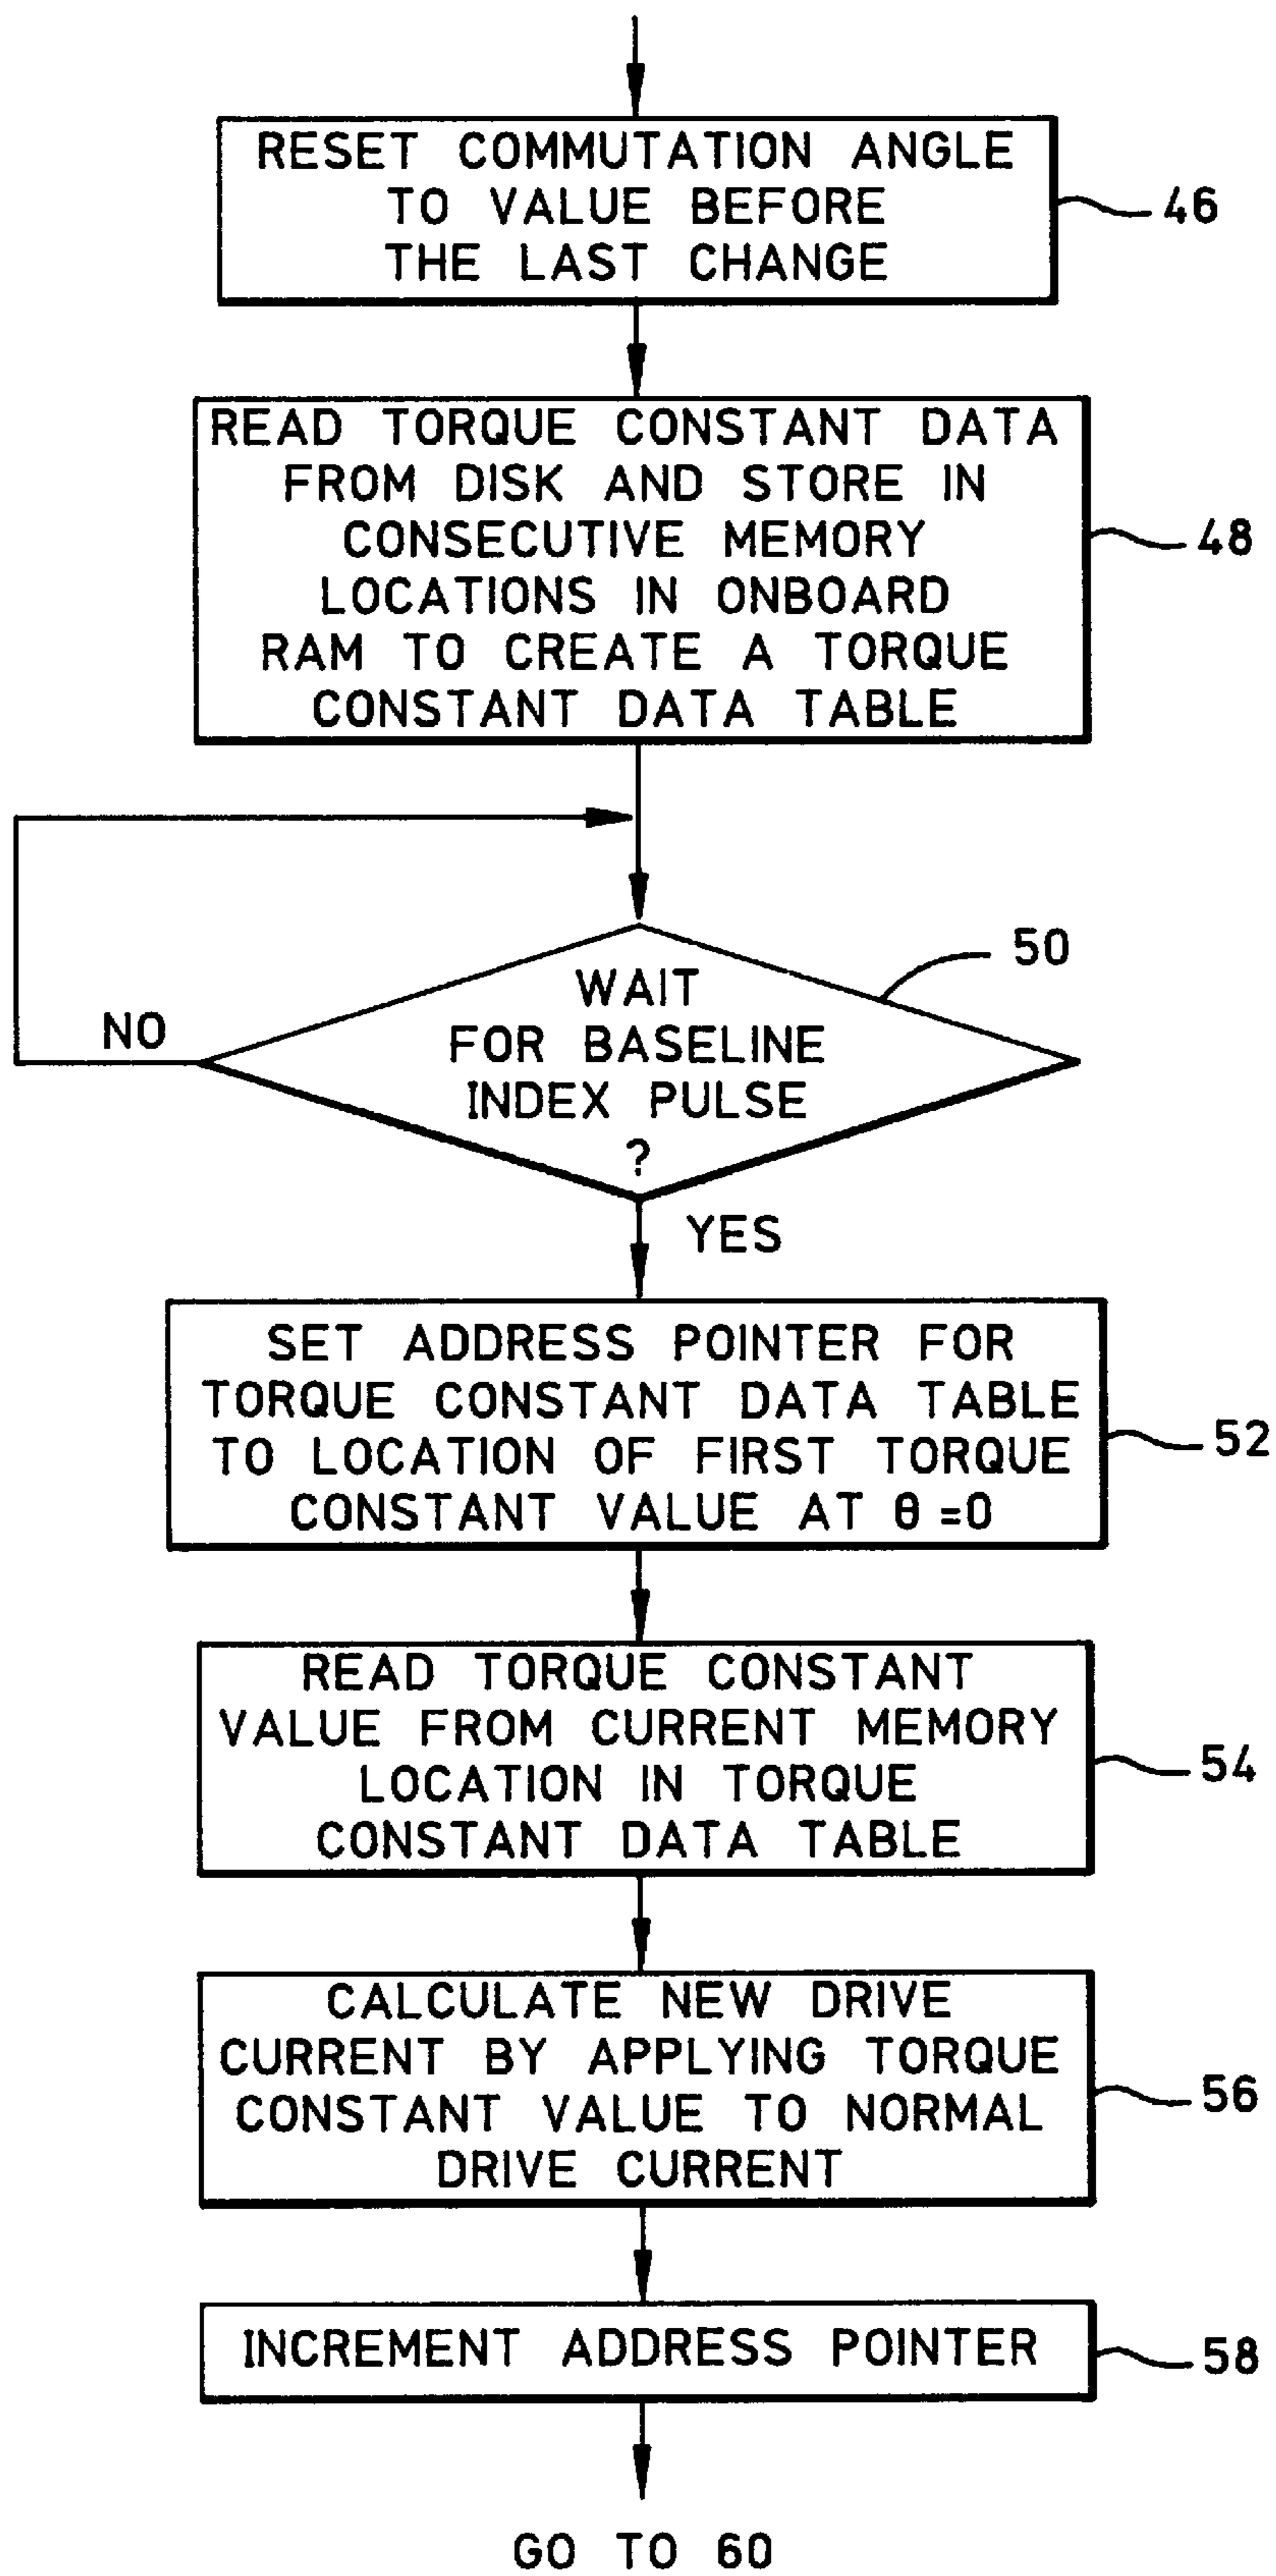 RESET COMMUTATION ANGLE
TO VALUE BEFORE
THE LAST CHANGE
46
READ TORQUE CONSTANT DATA
FROM DISK AND STORE IN
CONSECUTIVE MEMORY
LOCATIONS IN ONBOARD
RAM TO CREATE A TORQUE
CONSTANT DATA TABLE
48
50
WAIT
FOR BASELINE
INDEX PULSE
?
NO
YES
SET ADDRESS POINTER FOR
TORQUE CONSTANT DATA TABLE
TO LOCATION OF FIRST TORQUE
CONSTANT VALUE AT θ =0
52
READ TORQUE CONSTANT
VALUE FROM CURRENT MEMORY
LOCATION IN TORQUE
CONSTANT DATA TABLE
54
CALCULATE NEW DRIVE
CURRENT BY APPLYING TORQUE
CONSTANT VALUE TO NORMAL
DRIVE CURRENT
56
INCREMENT ADDRESS POINTER
58
GO TO 60